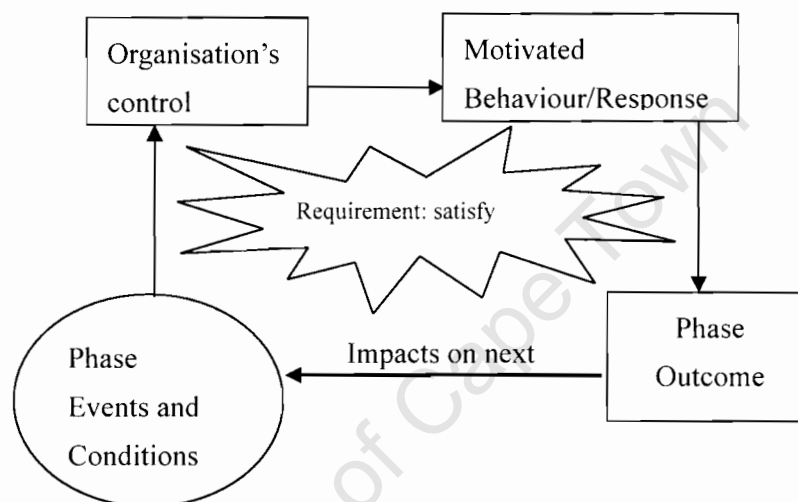 Organisation's
control
Motivated
Behaviour/Response
Requirement: satisfy
Phase
Events and
Conditions
Impacts on next
Phase
Outcome
of Cape Town